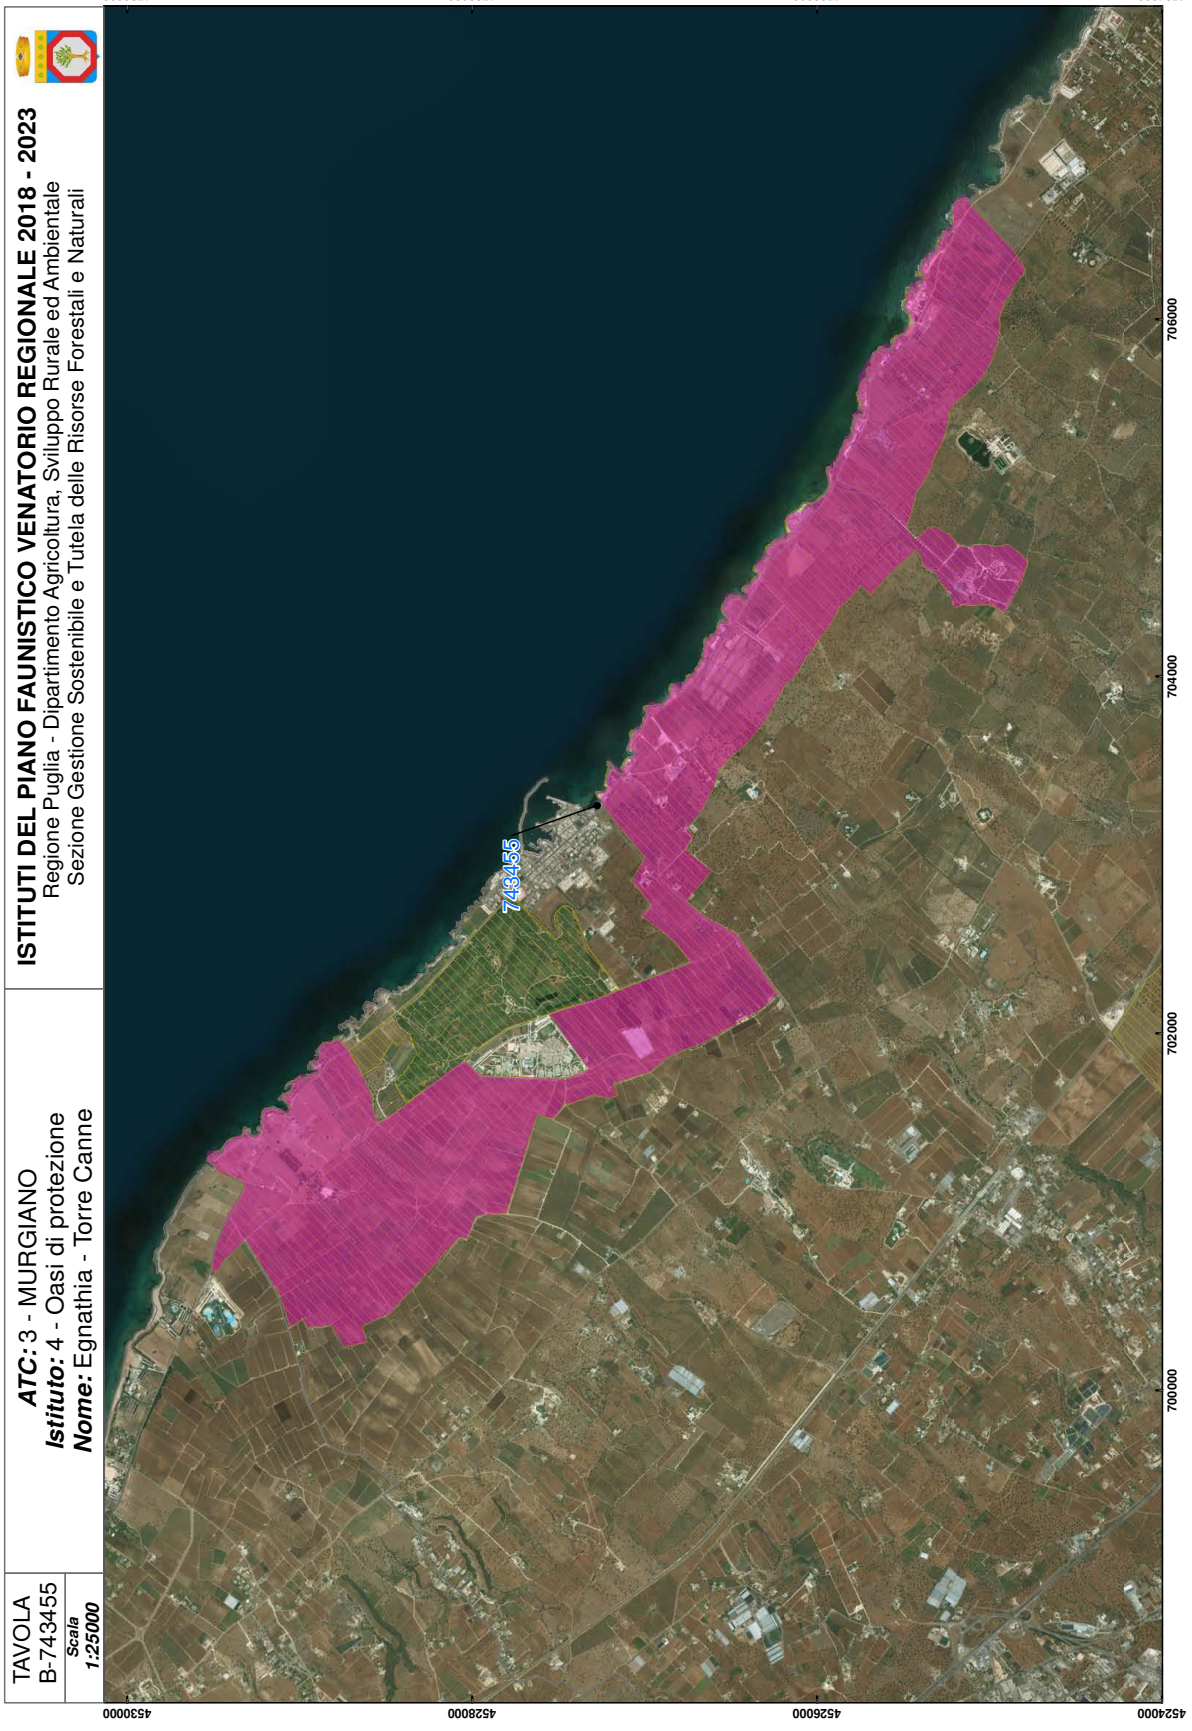 TAVOLA
B-743455
Scala
1:25000
ATC: 3 - MURGIANO
Istituto: 4 - Oasi di protezione
Nome: Egnathia - Torre Canne
ISTITUTI DEL PIANO FAUNISTICO VENATORIO REGIONALE 2018 - 2023
Regione Puglia - Dipartimento Agricoltura, Sviluppo Rurale ed Ambientale
Sezione Gestione Sostenibile e Tutela delle Risorse Forestali e Naturali
743455
4530000
4528000
4526000
4524000
700000
702000
704000
706000